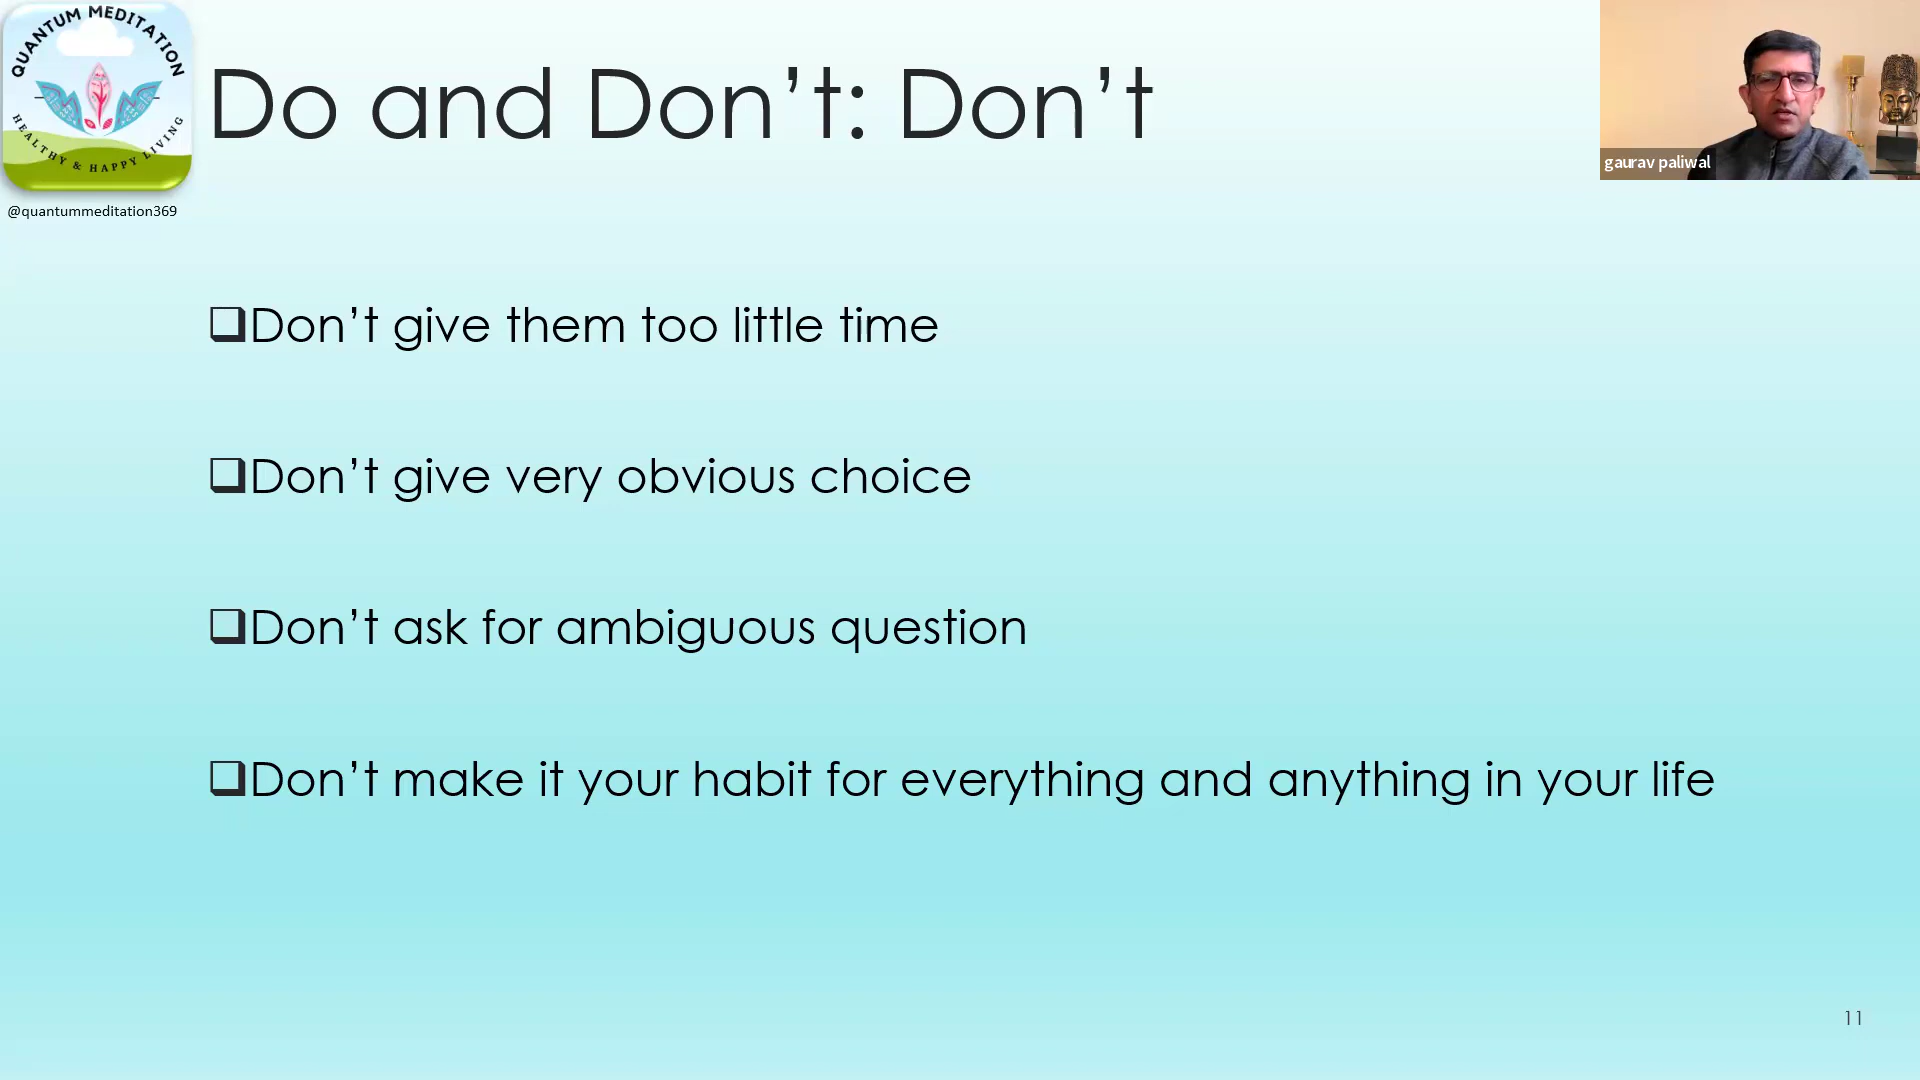 QUANTUM MEDITATION
HEALTHY & HAPPY LIVING
@quantummeditation369
Do and Don’t: Don’t
gaurav paliwal
Don’t give them too little time
Don’t give very obvious choice
Don’t ask for ambiguous question
Don’t make it your habit for everything and anything in your life
11